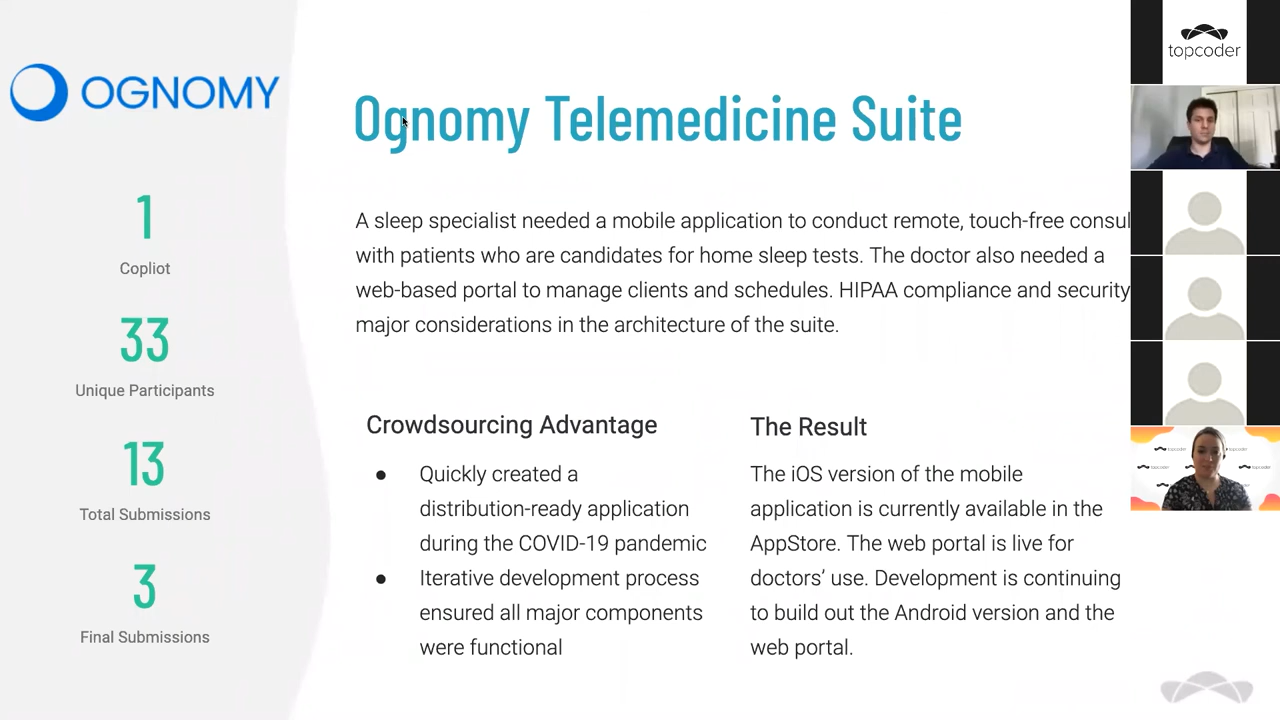 OGNOMY
1
Copliot
33
Unique Participants
13
Total Submissions
3
Final Submissions
Ognomy Telemedicine Suite
A sleep specialist needed a mobile application to conduct remote, touch-free consul
with patients who are candidates for home sleep tests. The doctor also needed a
web-based portal to manage clients and schedules. HIPAA compliance and security
major considerations in the architecture of the suite.
Crowdsourcing Advantage
● Quickly created a
distribution-ready application
during the COVID-19 pandemic
● Iterative development process
ensured all major components
were functional
The Result
The iOS version of the mobile
application is currently available in the
AppStore. The web portal is live for
doctors’ use. Development is continuing
to build out the Android version and the
web portal.
topcoder
topcoder
topcoder
topcoder